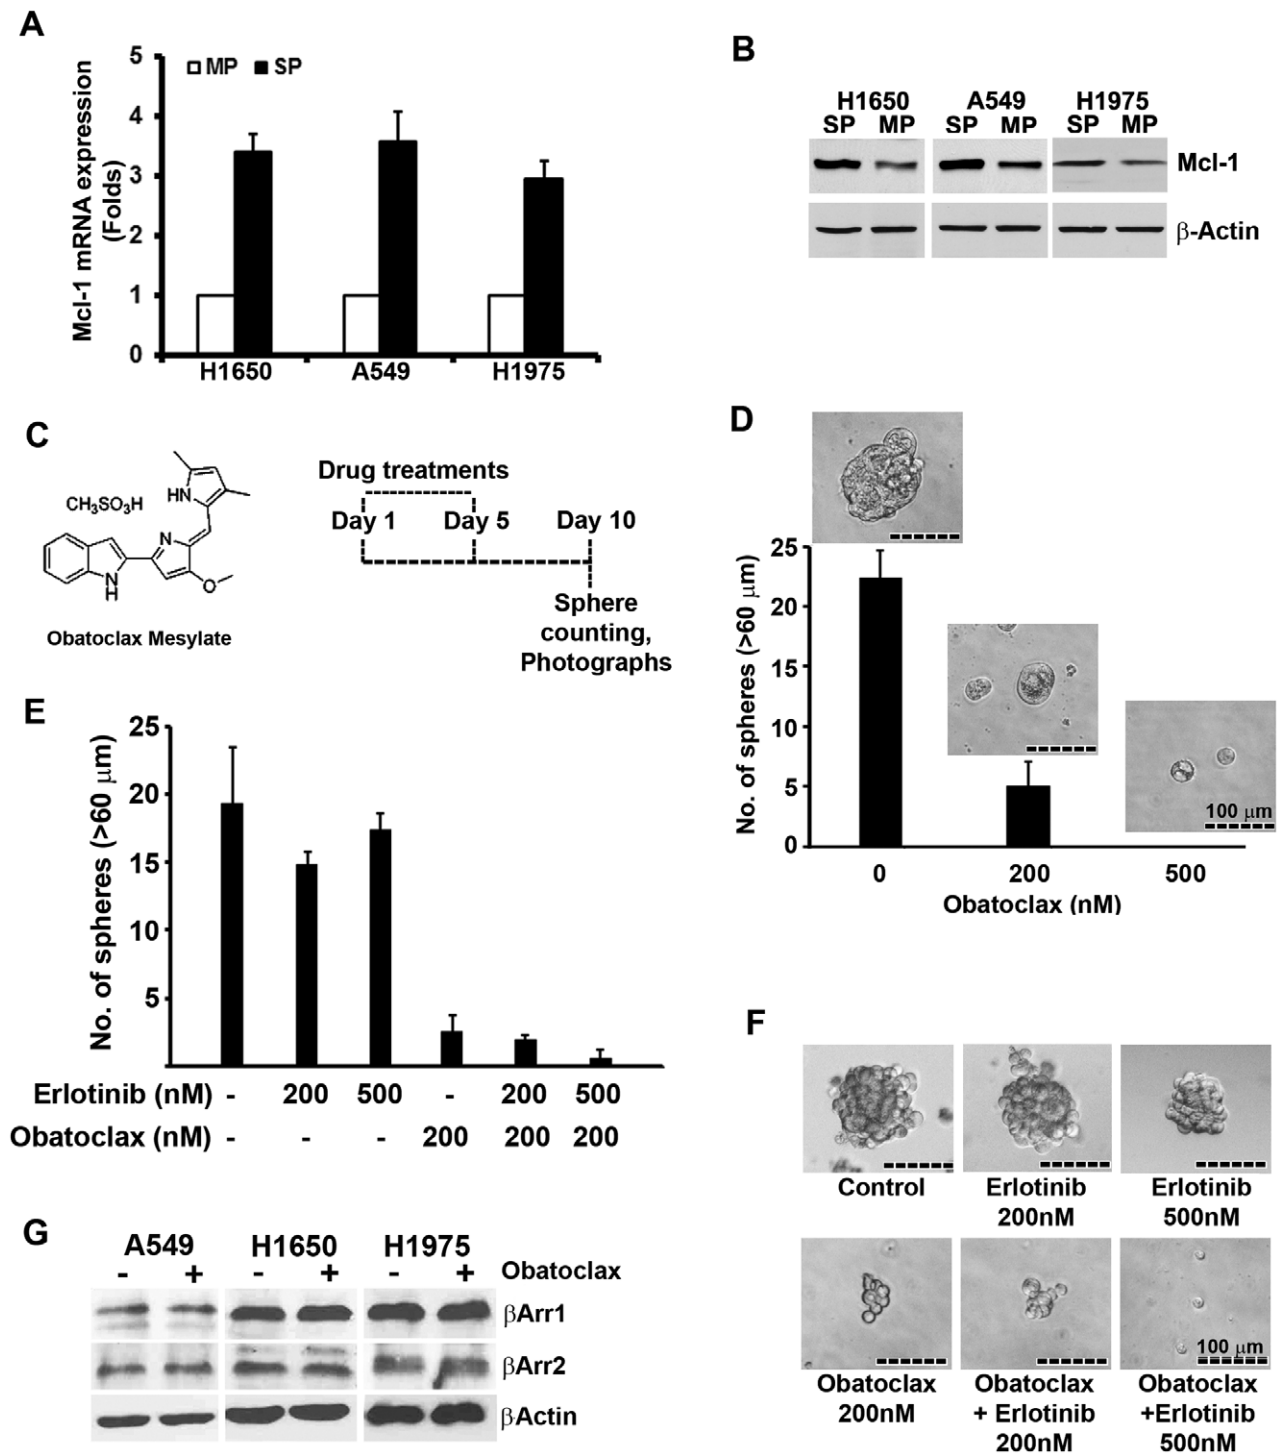 A
5
4
3
2
1
0
Mcl-1 mRNA expression
(Folds)
MP SP
H1650 A549 H1975
B
H1650 A549 H1975
SP MP SP MP SP MP
Mcl-1
β-Actin
C
CH₃SO₃H
HN
N
N
H
O
Obatoclax Mesylate
Drug treatments
Day 1 Day 5 Day 10
Sphere
counting,
Photographs
D
No. of spheres (>60 μm)
25
20
15
10
5
0
100 μm
0 200 500
Obatoclax (nM)
E
No. of spheres (>60 μm)
25
20
15
10
5
Erlotinib (nM) - 200 500 - 200 500
Obatoclax (nM) - - - 200 200 200
F
Control
Erlotinib
200nM
Erlotinib
500nM
100 μm
Obatoclax
200nM
Obatoclax
+ Erlotinib
200nM
Obatoclax
+Erlotinib
500nM
G
A549 H1650 H1975
- + - + - + Obatoclax
βArr1
βArr2
βActin